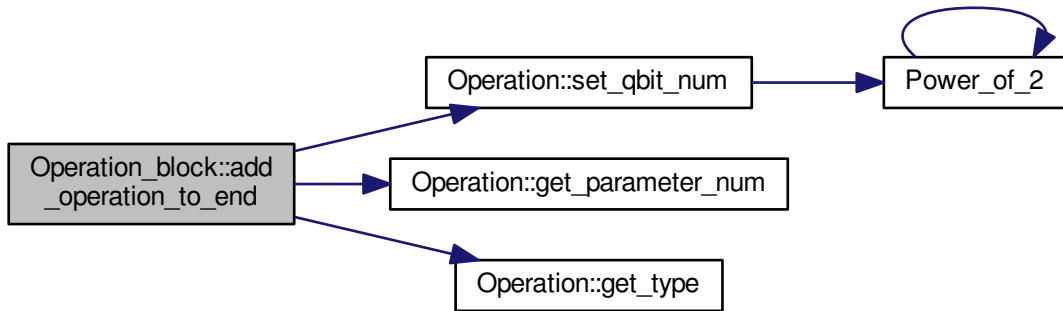 Operation_block::add
_operation_to_end
Operation::set_qbit_num
Power_of_2
Operation::get_parameter_num
Operation::get_type